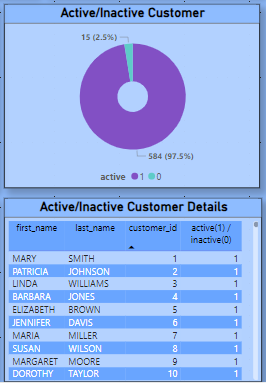 Active/Inactive Customer
15 (2.5%)
584 (97.5%)
active 1 0
Active/Inactive Customer Details
first_name last_name customer_id active(1) /
inactive(0)
MARY SMITH 1 1
PATRICIA JOHNSON 2 1
LINDA WILLIAMS 3 1
BARBARA JONES 4 1
ELIZABETH BROWN 5 1
JENNIFER DAVIS 6 1
MARIA MILLER 7 1
SUSAN WILSON 8 1
MARGARET MOORE 9 1
DOROTHY TAYLOR 10 1